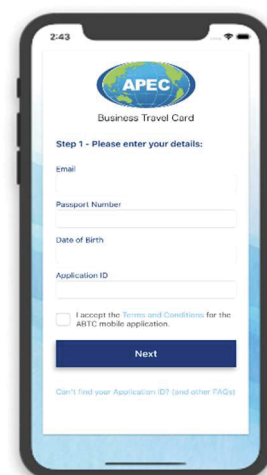 2:43
APEC
Business Travel Card
Step 1 - Please enter your details:
Email
Passport Number
Date of Birth
Application ID
I accept the Terms and Conditions for the
ABTC mobile application.
Next
Can't find your Application ID? (and other FAQs)